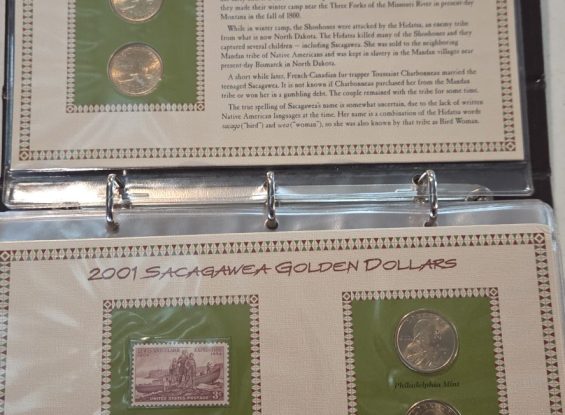 they made their winter camp near the Three Forks of the Missouri River in present-day
Montana in the fall of 1800.
While in winter camp, the Shoshones were attacked by the Hidatsa, an enemy tribe
from what is now North Dakota. The Hidatsa killed many of the Shoshones and they
captured several children – including Sacagawea. She was sold to the neighboring
Mandan tribe of Native Americans and was kept in slavery in the Mandan villages near
present-day Bismarck in North Dakota.
A short while later, French-Canadian fur trapper Toussaint Charbonneau married the
teenaged Sacagawea. It is not known if Charbonneau purchased her from the Mandan
tribe or won her in a gambling debt. The couple remained with the tribe for some time.
The true spelling of Sacagawea's name is somewhat uncertain, due to the lack of written
Native American languages at the time. Her name is a combination of the Hidatsa words
sacaga ("bird") and wea ("woman"), so she was also known by that tribe as Bird Woman.
2001 SACAGAWEA GOLDEN DOLLARS
LEWIS AND CLARK EXPEDITION
3¢
UNITED STATES POSTAGE
Philadelphia Mint